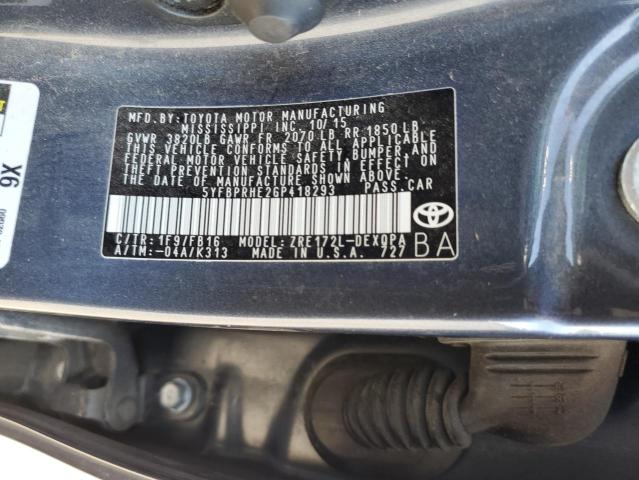 MFD.BY:TOYOTA MOTOR MANUFACTURING
MISSISSIPPI INC. 10/15
GVWR 3820LB GAWR FR 2070 LB RR 1850 LB
THIS VEHICLE CONFORMS TO ALL APPLICABLE
FEDERAL MOTOR VEHICLE SAFETY, BUMPER AND
THEFT PREVENTION STANDARDS IN EFFECT ON
THE DATE OF MANUFACTURE SHOWN ABOVE.
5YFBPRHE2GP418293 PASS.CAR
C/TR:1F9/FB16 MODEL:ZRE172L-DEXQPA
A/TM:-04A/K313 MADE IN U.S.A. 727
BA
9X